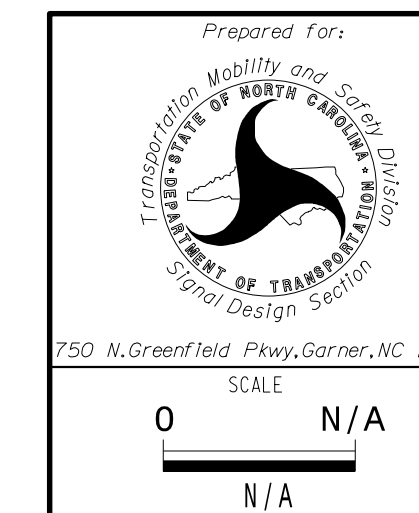 Prepared for:
Transportation Mobility and Safety Division
STATE OF NORTH CAROLINA
DEPARTMENT OF TRANSPORTATION
Signal Design Section
750 N.Greenfield Pkwy,Garner,NC
SCALE
0 N/A
N/A